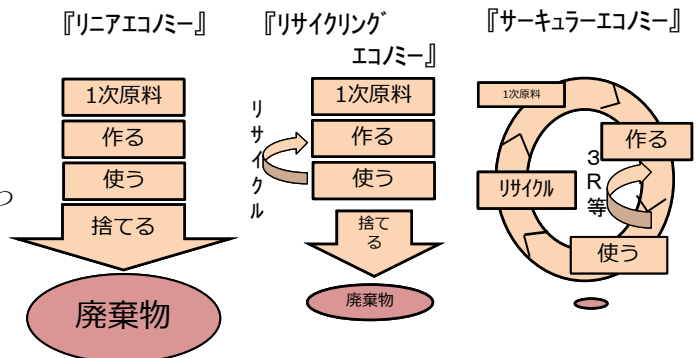 『リニアエコノミー』
1次原料
作る
使う
捨てる
廃棄物
『リサイクリング
エコノミー』
1次原料
作る
使う
リサイクル
捨て
る
廃棄物
『サーキュラーエコノミー』
1次原料
作る
使う
リサイクル
3R等